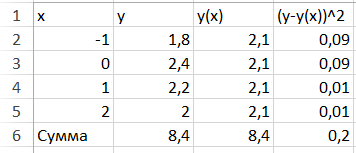 1 x y y(x) (y-y(x))^2
2 -1 1,8 2,1 0,09
3 0 2,4 2,1 0,09
4 1 2,2 2,1 0,01
5 2 2 2,1 0,01
6 Сумма 8,4 8,4 0,2